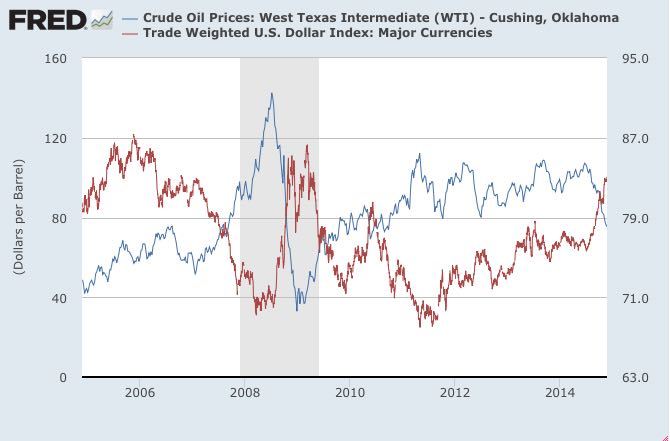 FRED
Crude Oil Prices: West Texas Intermediate (WTI) - Cushing, Oklahoma
Trade Weighted U.S. Dollar Index: Major Currencies
160 95.0
120 87.0
80 79.0
40 71.0
0 63.0
(Dollars per Barrel)
2006 2008 2010 2012 2014